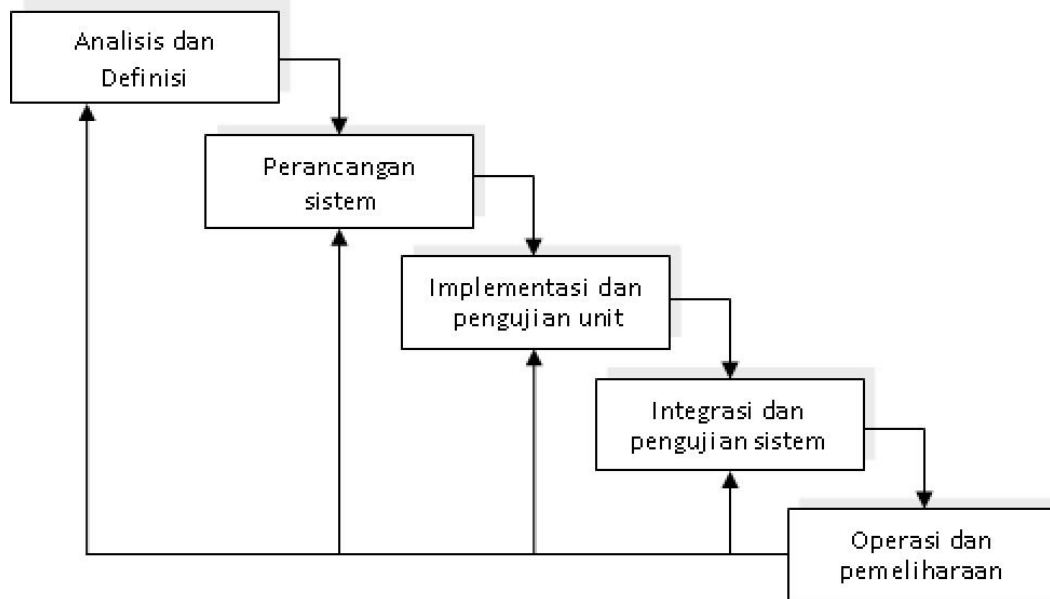 Analisis dan
Definisi
Perancangan
sistem
Implementasi dan
pengujian unit
Integrasi dan
pengujian sistem
Operasi dan
pemeliharaan